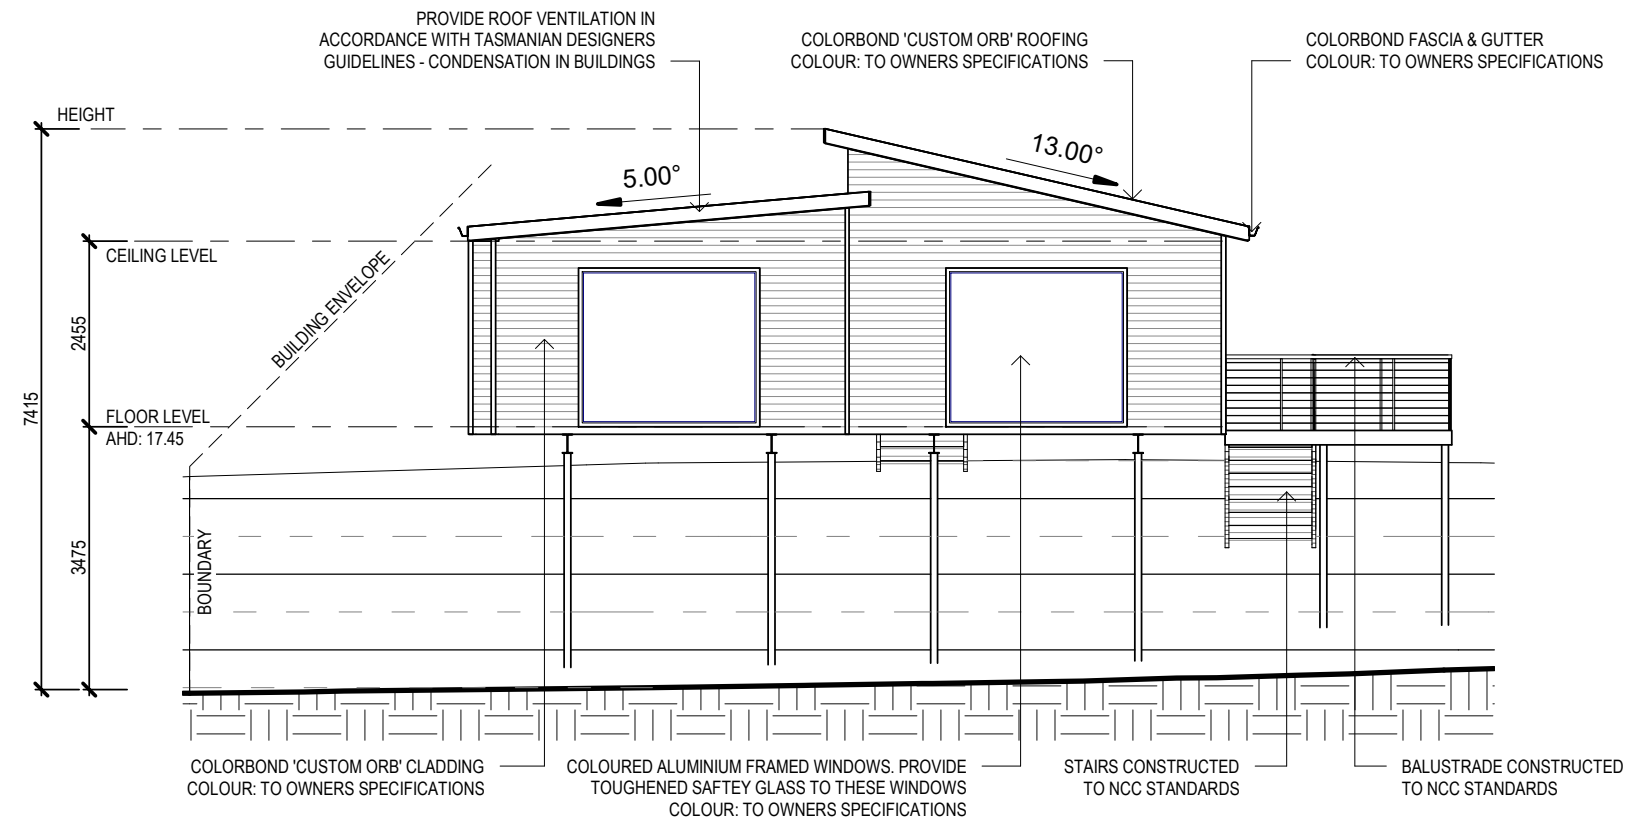 PROVIDE ROOF VENTILATION IN
ACCORDANCE WITH TASMANIAN DESIGNERS
GUIDELINES - CONDENSATION IN BUILDINGS
COLORBOND 'CUSTOM ORB' ROOFING
COLOUR: TO OWNERS SPECIFICATIONS
COLORBOND FASCIA & GUTTER
COLOUR: TO OWNERS SPECIFICATIONS
HEIGHT
13.00°
5.00°
CEILING LEVEL
BUILDING ENVELOPE
2455
7415
FLOOR LEVEL
AHD: 17.45
3475
BOUNDARY
COLORBOND 'CUSTOM ORB' CLADDING
COLOUR: TO OWNERS SPECIFICATIONS
COLOURED ALUMINIUM FRAMED WINDOWS. PROVIDE
TOUGHENED SAFTEY GLASS TO THESE WINDOWS
COLOUR: TO OWNERS SPECIFICATIONS
STAIRS CONSTRUCTED
TO NCC STANDARDS
BALUSTRADE CONSTRUCTED
TO NCC STANDARDS